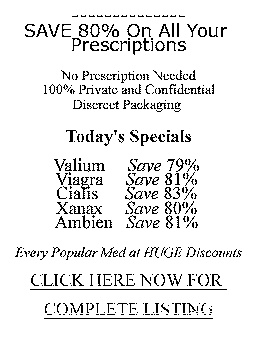 SAVE 80% On All Your
Prescriptions
No Prescription Needed
100% Private and Confidential
Discreet Packaging
Today's Specials
Valium Save 79%
Viagra Save 81%
Cialis Save 83%
Xanax Save 80%
Ambien Save 81%
Every Popular Med at HUGE Discounts
CLICK HERE NOW FOR
COMPLETE LISTING